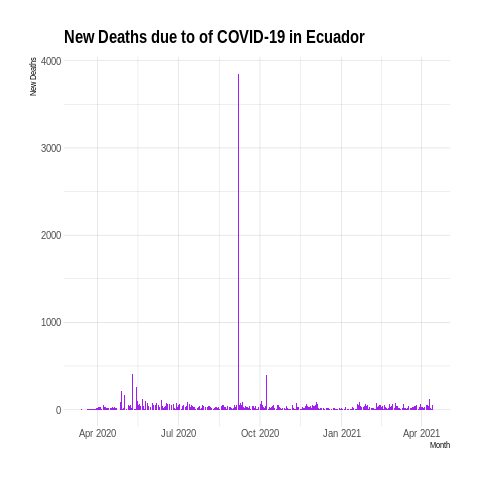 New Deaths due to of COVID-19 in Ecuador
New Deaths
4000
3000
2000
1000
0
Apr 2020 Jul 2020 Oct 2020 Jan 2021 Apr 2021
Month